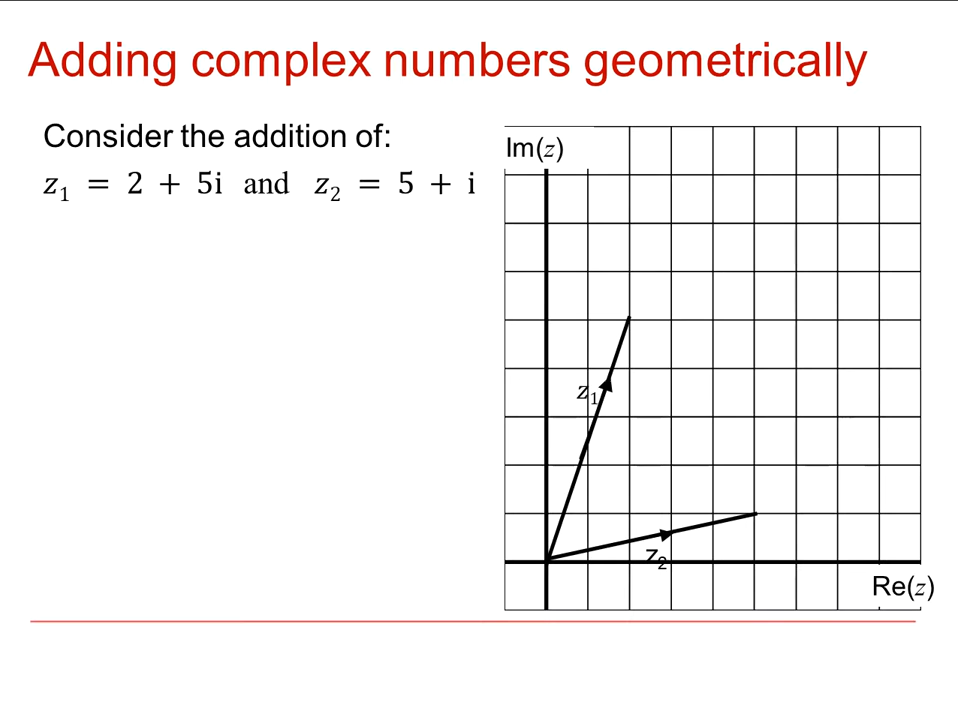 Adding complex numbers geometrically
Consider the addition of:
z₁ = 2 + 5i and z₂ = 5 + i
Im(z)
z₁
z₂
Re(z)